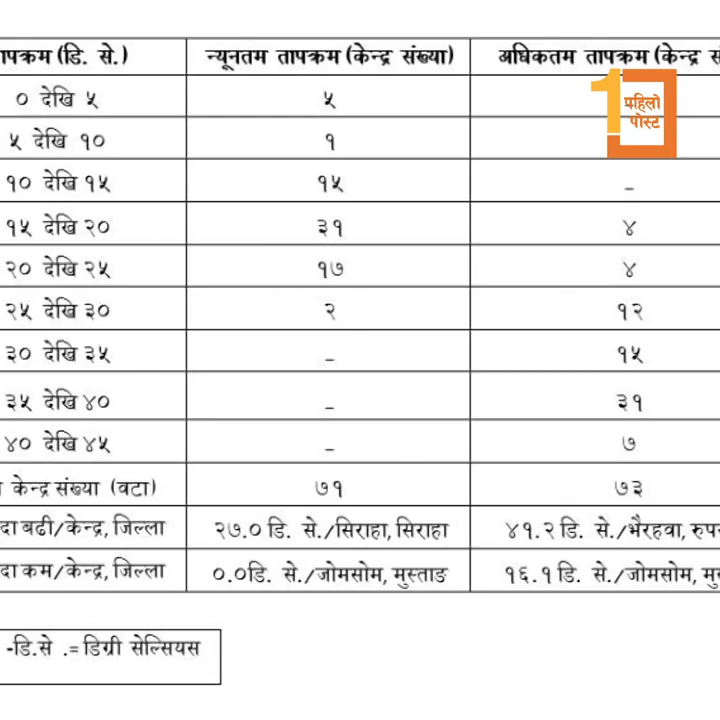 ापक्रम (डि. से.) न्यूनतम तापक्रम (केन्द्र संख्या) अधिकतम तापक्रम (केन्द्र
० देखि ५ ५
पहिलो
पोस्ट
५ देखि १० १
१० देखि १५ १५ –
१५ देखि २० ३१ ४
२० देखि २५ १७ ४
२५ देखि ३० २ १२
३० देखि ३५ – १५
३५ देखि ४० – ३१
४० देखि ४५ – ७
केन्द्र संख्या (वटा) ७१ ७३
दा बढी/केन्द्र, जिल्ला २७.० डि. से./सिराहा, सिराहा ४१.२ डि. से./भैरहवा,
दा कम/केन्द्र, जिल्ला ०.०डि. से./जोमसोम, मुस्ताङ १६.१ डि. से./जोमसोम,
-डि.से .= डिग्री सेल्सियस